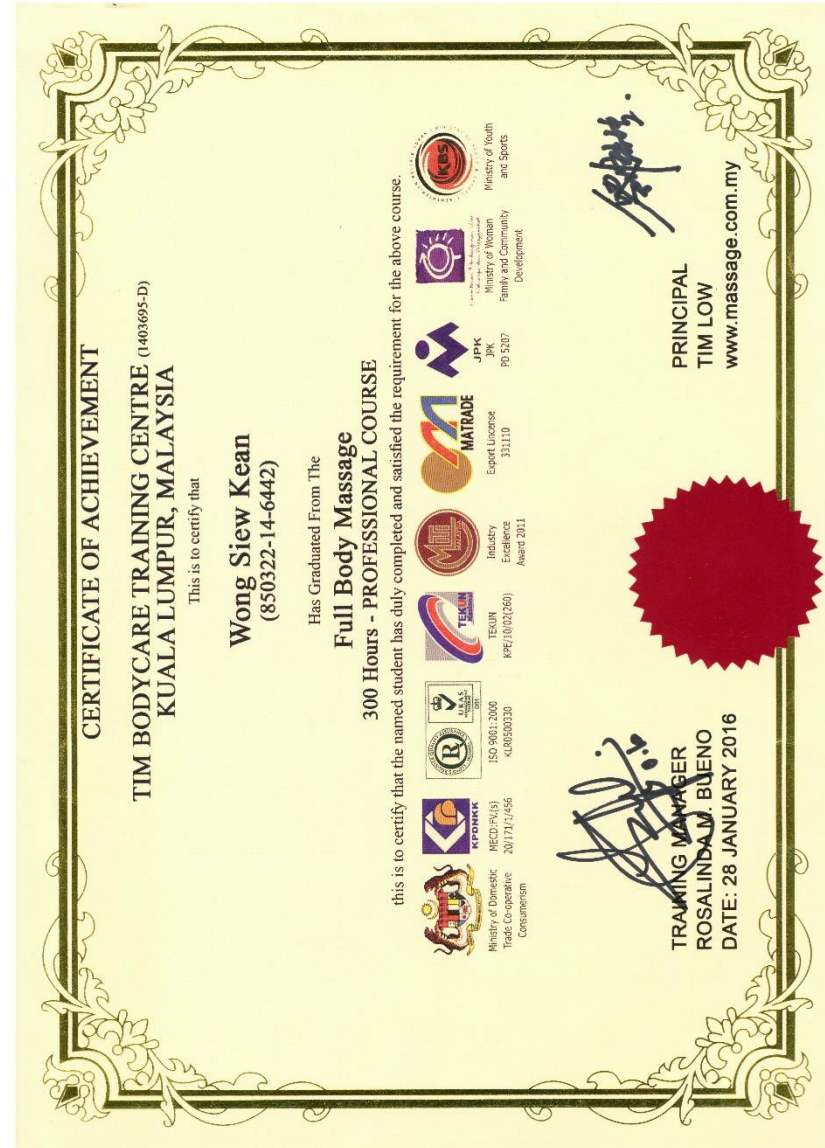 CERTIFICATE OF ACHIEVEMENT
TIM BODYCARE TRAINING CENTRE (1403695-D)
KUALA LUMPUR, MALAYSIA
This is to certify that
Wong Siew Kean
(850322-14-6442)
Has Graduated From The
Full Body Massage
300 Hours - PROFESSIONAL COURSE
this is to certify that the named student has duly completed and satisfied the requirement for the above course.
Ministry of Domestic
Trade Co-operative
Consumerism
KPDNKK
MECD:FV.(s)
20/171/1/456
R
UKAS
ISO 9001:2000
KLR0500330
TEKUN
TEKUN
KPE/10/02(260)
Industry
Excellence
Award 2011
MATRADE
Export Lincense
331110
JPK
JPK
PD 5207
Ministry of Woman
Family and Community
Development
KBS
Ministry of Youth
and Sports
TRAINING MANAGER
ROSALINDA M. BUENO
DATE: 28 JANUARY 2016
PRINCIPAL
TIM LOW
www.massage.com.my